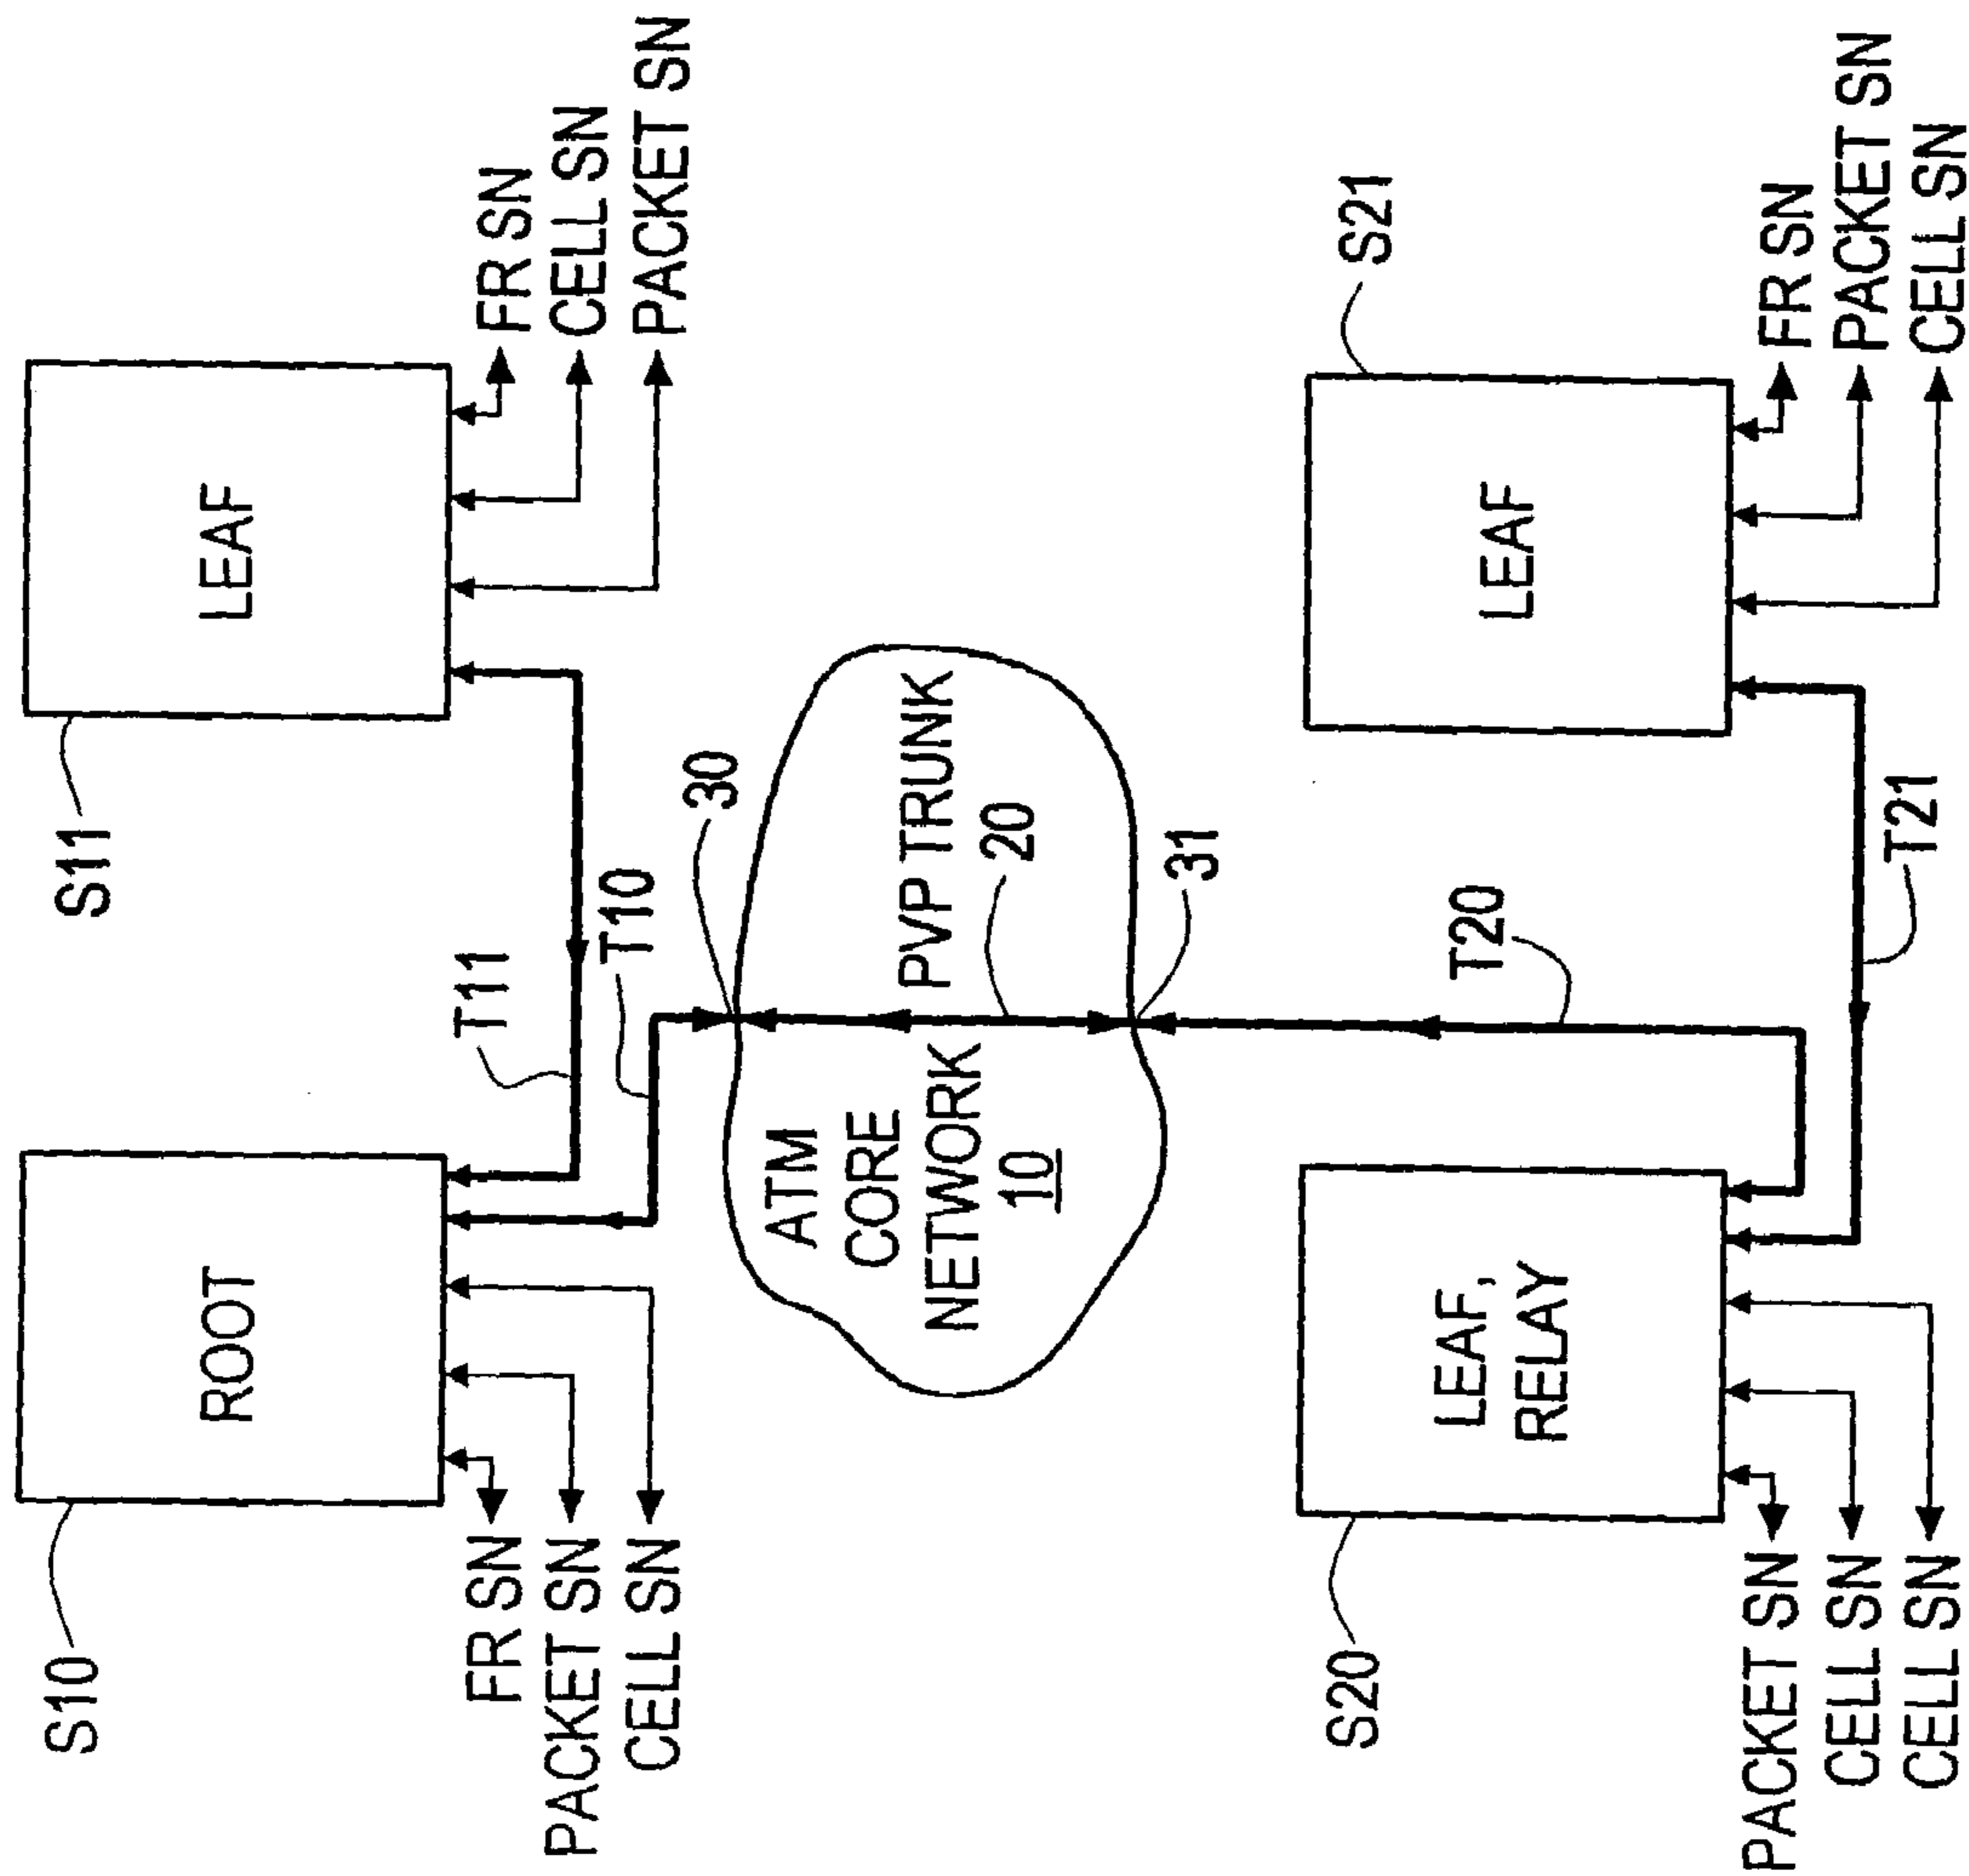 S10
ROOT
FR SN
PACKET SN
CELL SN
S11
LEAF
FR SN
CELL SN
PACKET SN
T11
T10
30
ATM
CORE
NETWORK
10
PVP TRUNK
20
31
T20
S20
LEAF,
RELAY
PACKET SN
CELL SN
CELL SN
S21
LEAF
FR SN
PACKET SN
CELL SN
T21